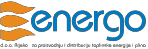 energo
d.o.o. Rijeka za proizvodnju i distribuciju toplinske energije i plina